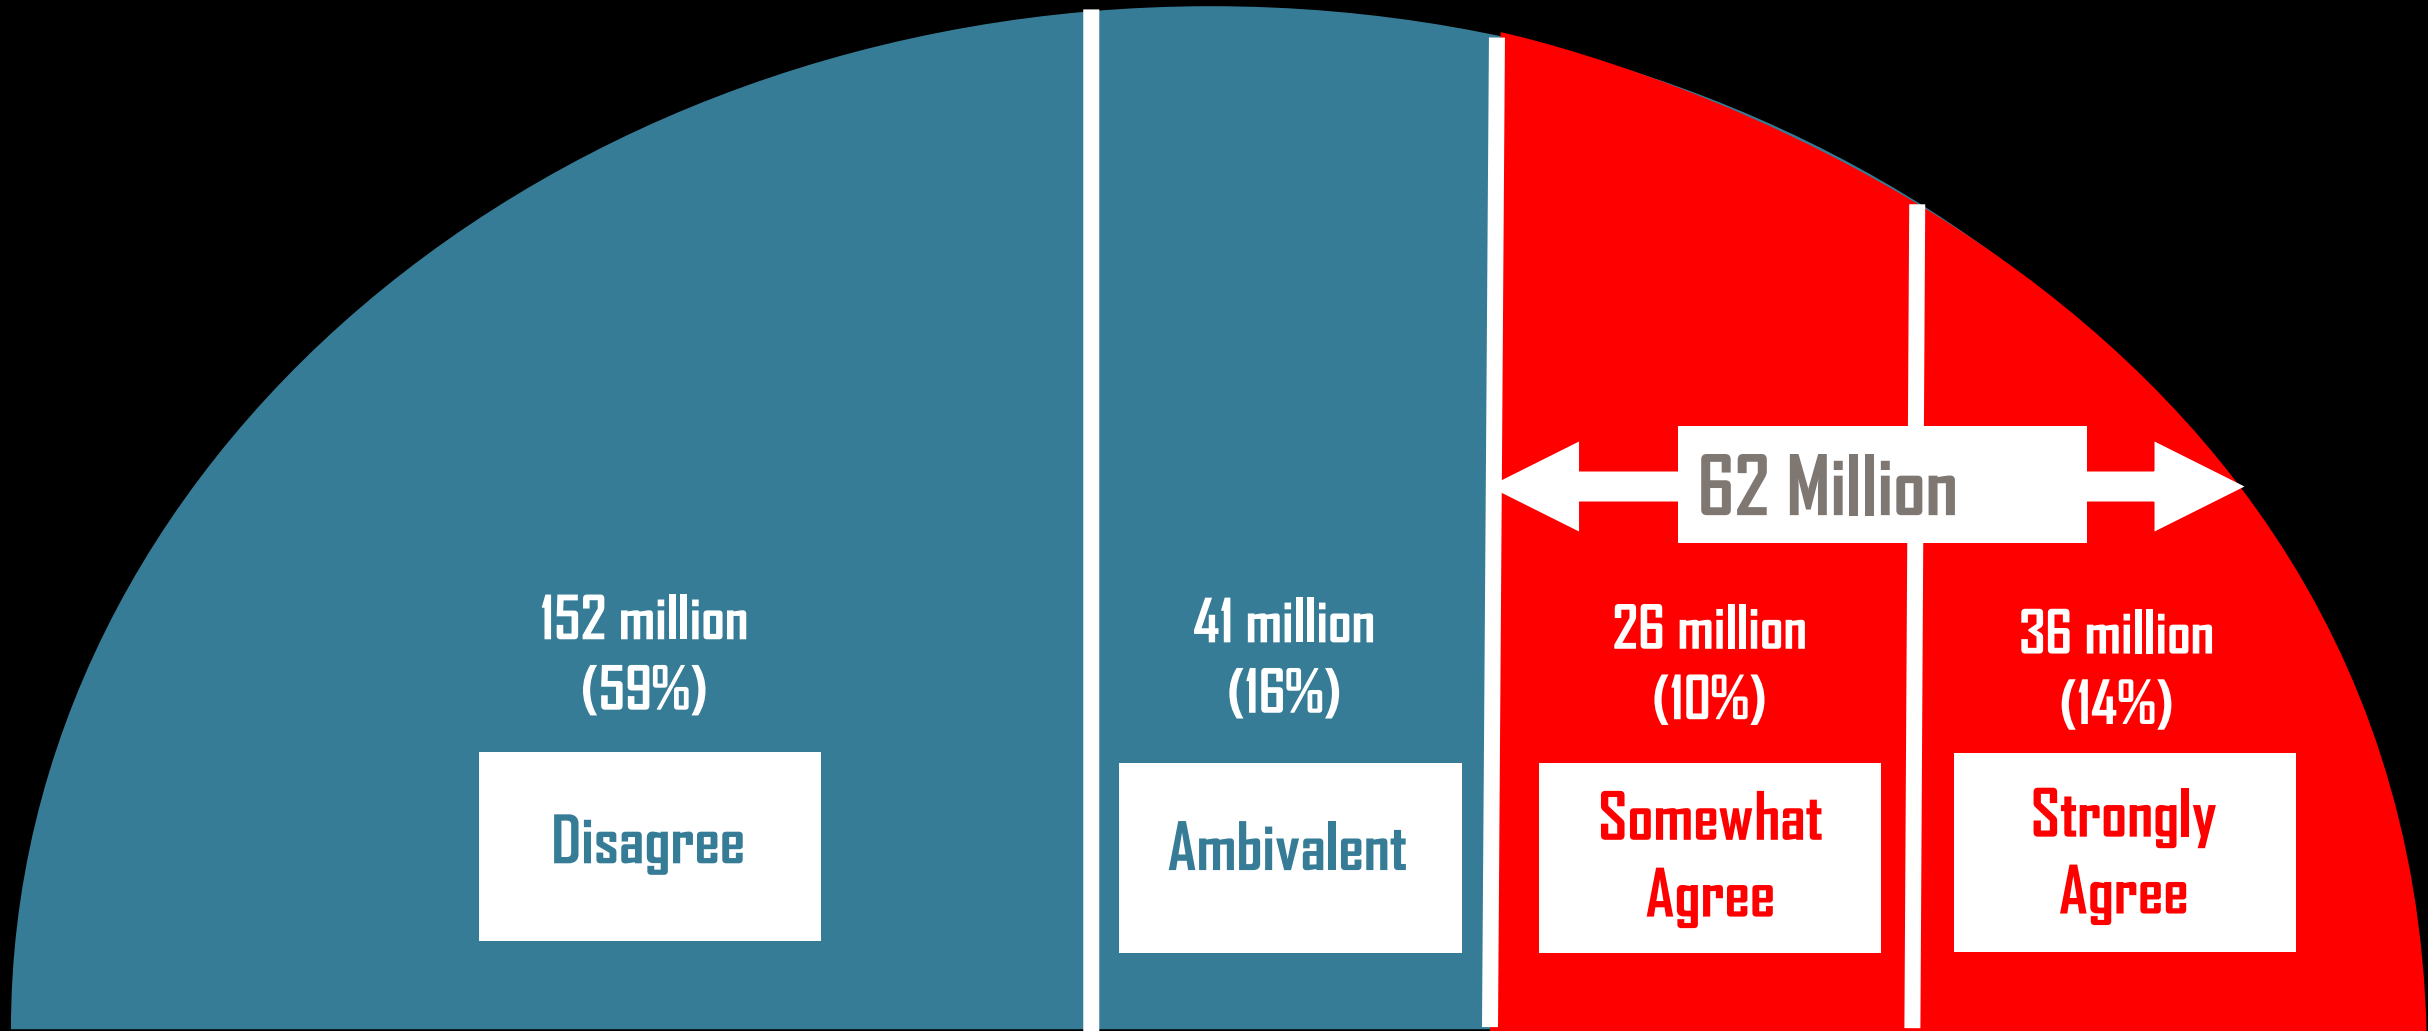 62 Million
152 million
(59%)
Disagree
41 million
(16%)
Ambivalent
26 million
(10%)
Somewhat
Agree
36 million
(14%)
Strongly
Agree